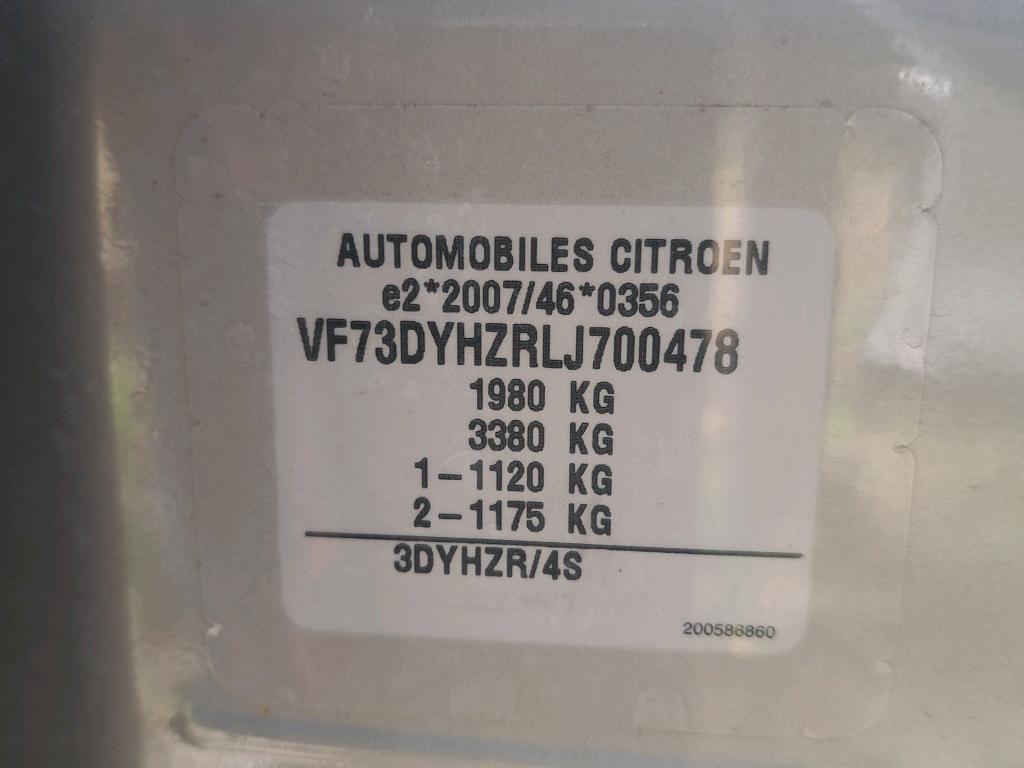 AUTOMOBILES CITROEN
e2*2007/46*0356
VF73DYHZRLJ700478
1980 KG
3380 KG
1-1120 KG
2-1175 KG
3DYHZR/4S
200586860